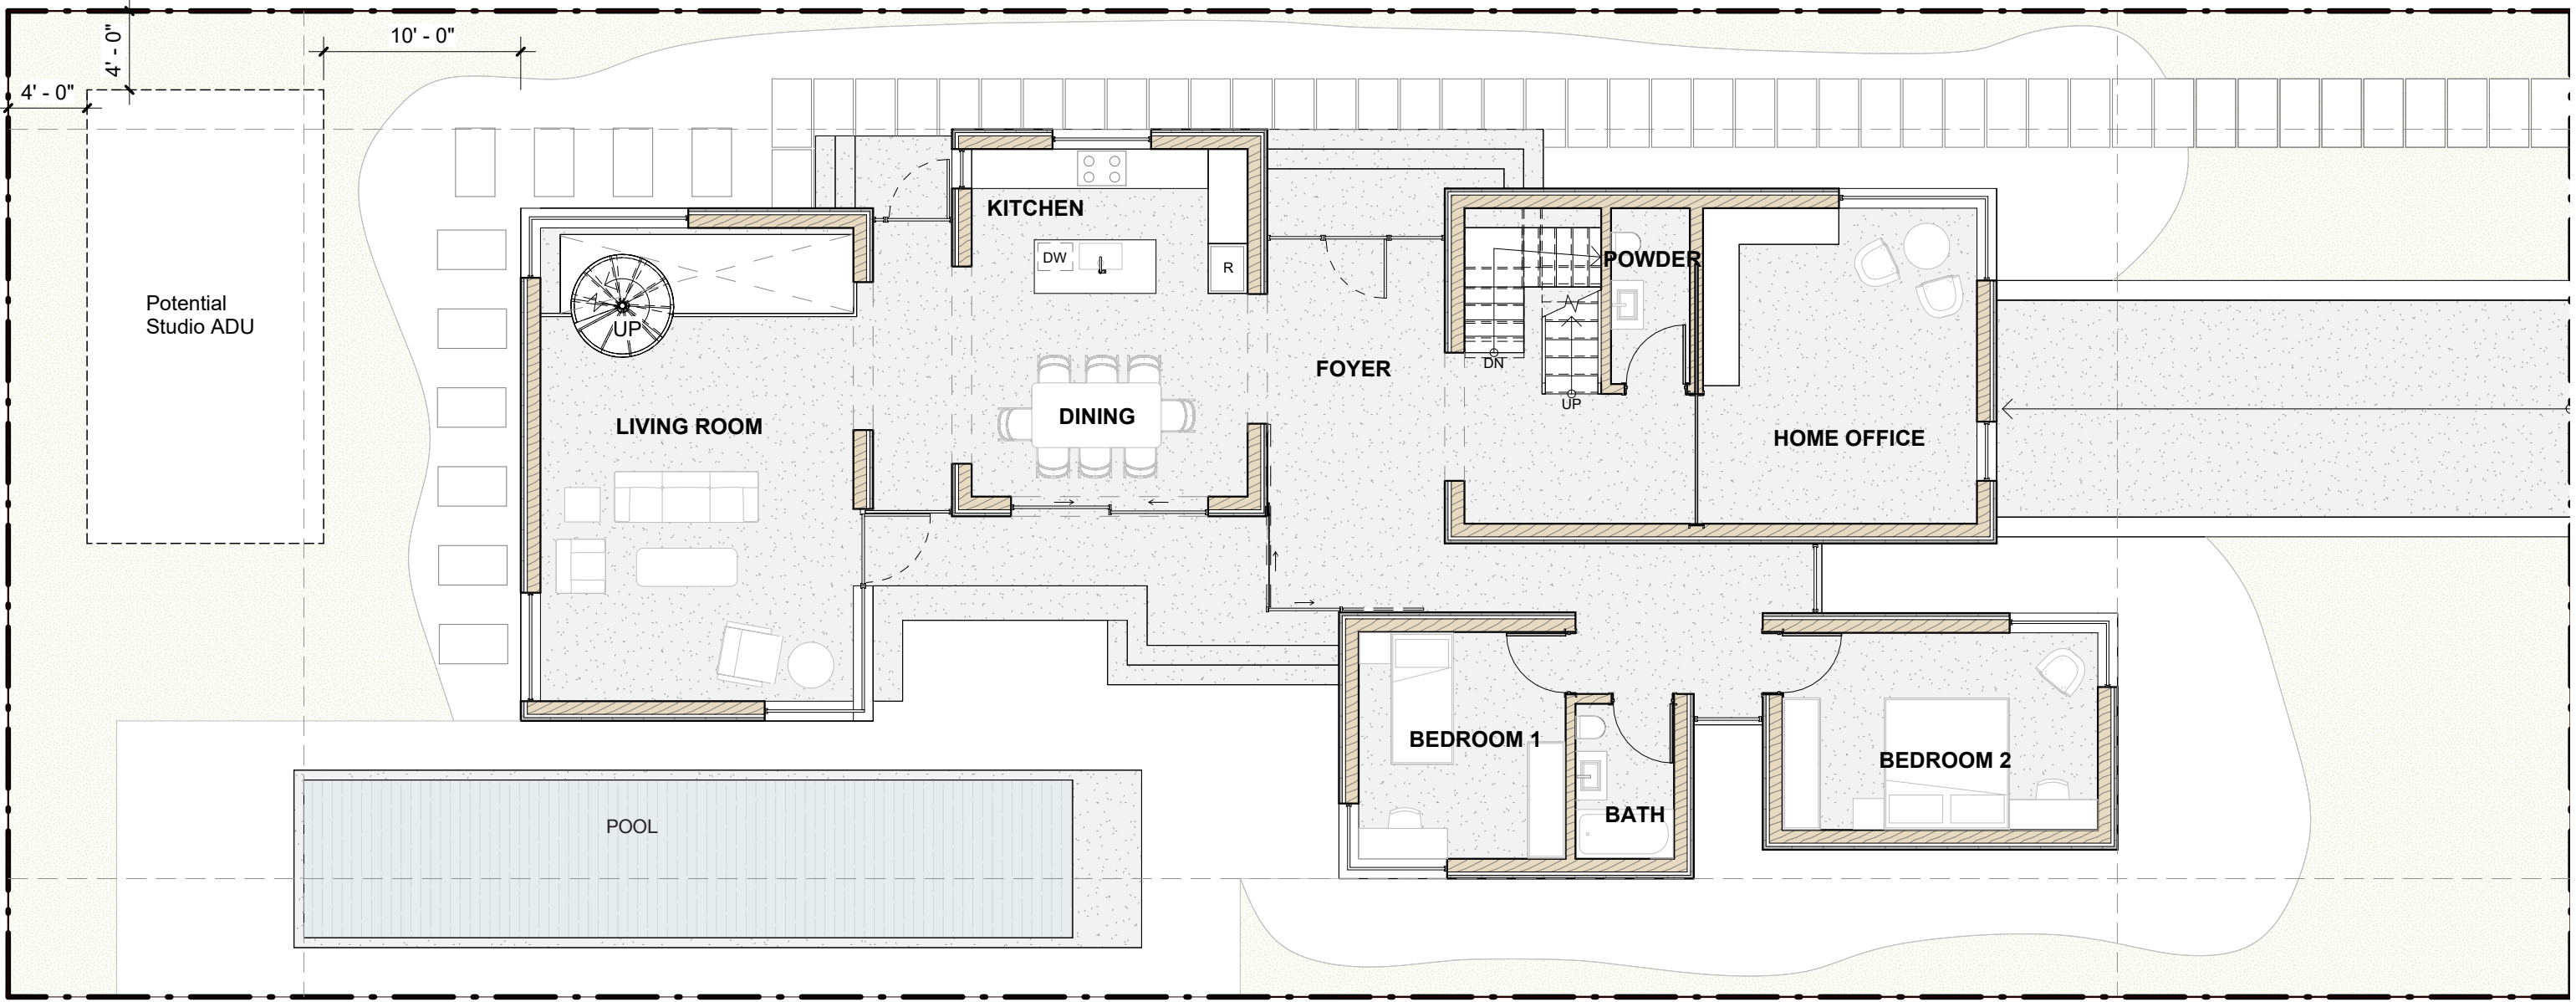 10' - 0"
4' - 0"
4' - 0"
KITCHEN
DW
R
POWDER
Potential
Studio ADU
UP
FOYER
DN
UP
LIVING ROOM
DINING
HOME OFFICE
BEDROOM 1
BEDROOM 2
BATH
POOL